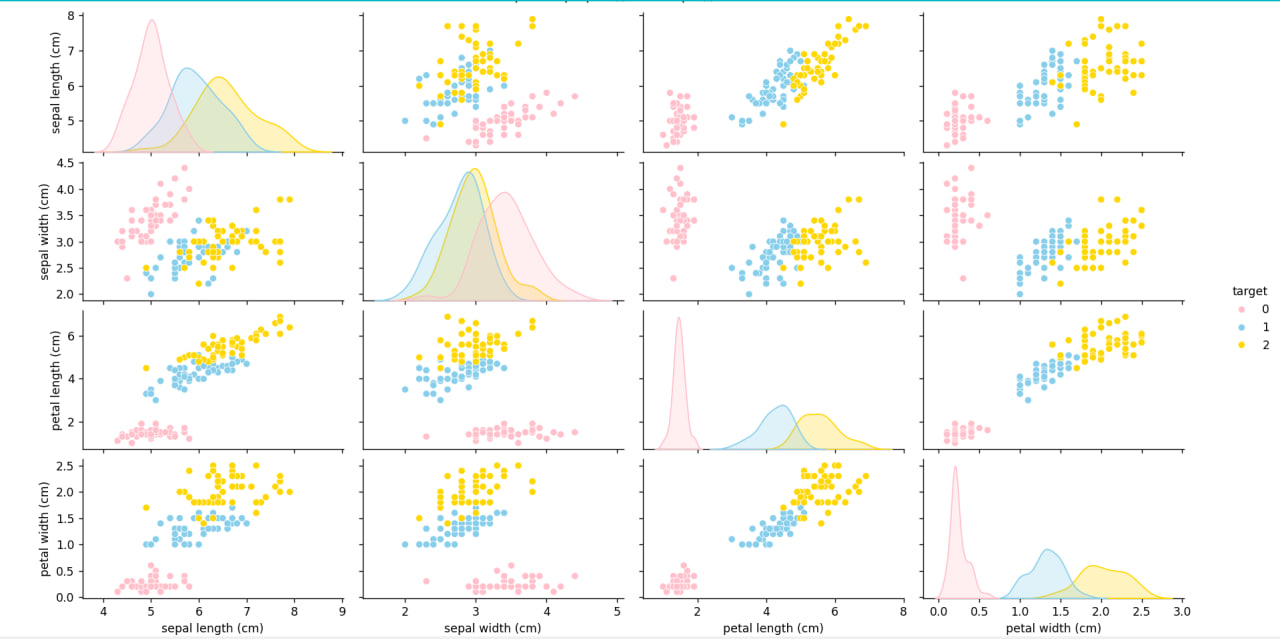 8
7
6
5
sepal length (cm)
4.5
4.0
3.5
3.0
2.5
2.0
sepal width (cm)
target
0
1
2
6
4
2
petal length (cm)
2.5
2.0
1.5
1.0
0.5
0.0
petal width (cm)
4 5 6 7 8 9
2 3 4 5
2 4 6 8
0.0 0.5 1.0 1.5 2.0 2.5 3.0
sepal length (cm)
sepal width (cm)
petal length (cm)
petal width (cm)